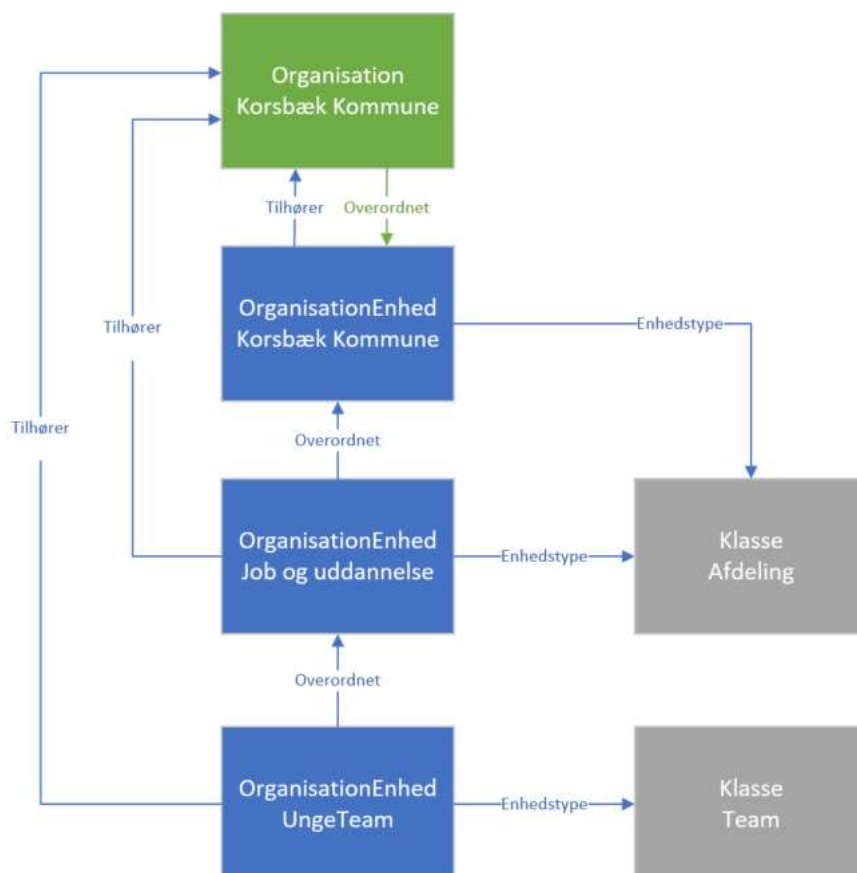 Organisation
Korsbæk Kommune
Tilhører
Overordnet
OrganisationEnhed
Korsbæk Kommune
Enhedstype
Tilhører
Tilhører
Overordnet
OrganisationEnhed
Job og uddannelse
Enhedstype
Klasse
Afdeling
Overordnet
OrganisationEnhed
UngeTeam
Enhedstype
Klasse
Team